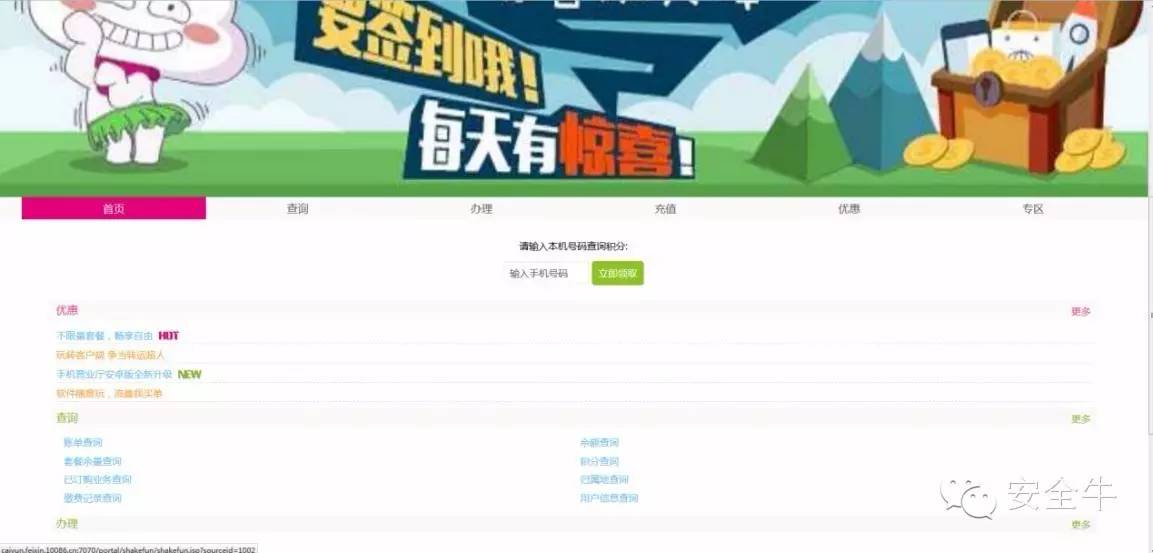 要签到哦！
每天有惊喜！
首页 查询 办理 充值 优惠 专区
请输入本机号码查询积分:
输入手机号码 立即领取
优惠 更多
不限量套餐，畅享自由 HOT
玩转客户端 争当转运超人
手机营业厅安卓版全新升级 NEW
软件随意玩，流量我买单
查询 更多
账单查询 余额查询
套餐余量查询 积分查询
已订购业务查询 归属地查询
缴费记录查询 用户信息查询
安全牛
办理 更多
caiyun.feixin.10086.cn:7070/portal/shakefun/shakefun.jsp?sourceid=1002